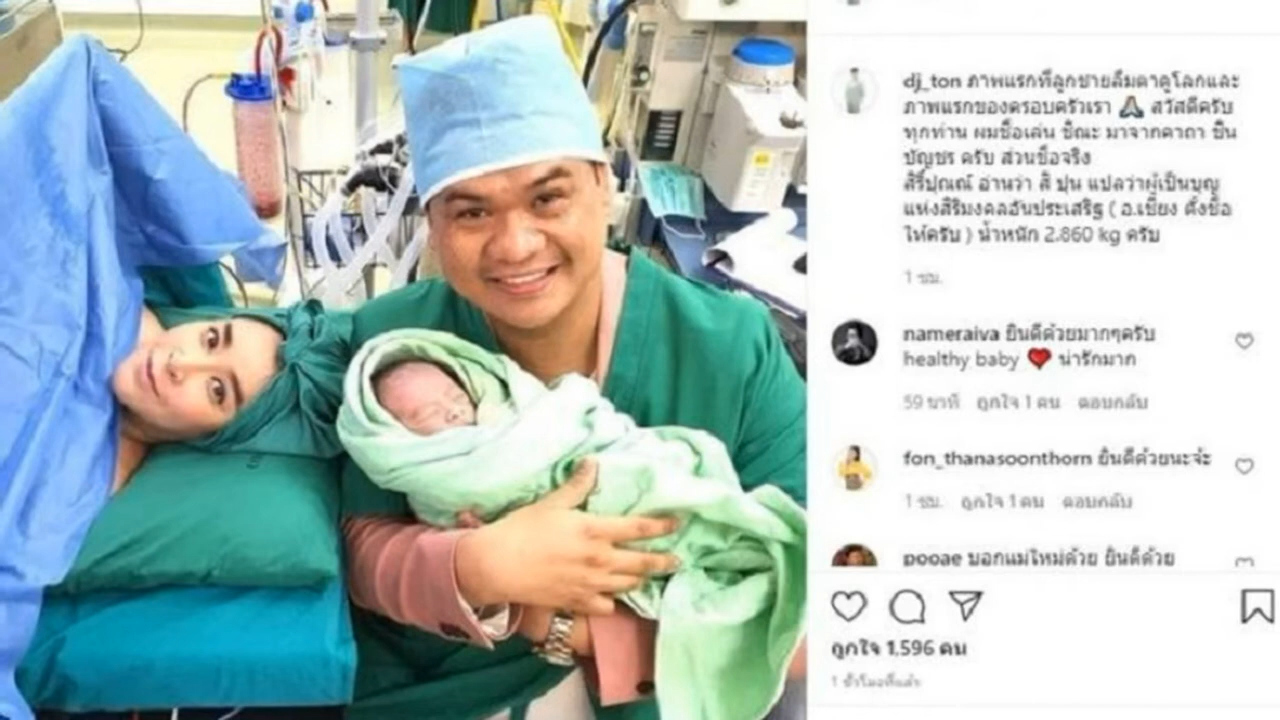 dj_ton ภาพแรกที่ลูกชายลืมตาดูโลกและ
ภาพแรกของครอบครัวเรา 🙏 สวัสดีครับ
ทุกท่าน ผมชื่อเล่น ชิณะ มาจากคาถา ชิน
บัญชร ครับ ส่วนชื่อจริง
สิริ์ปุณณ์ อ่านว่า สิ ปุน แปลว่าผู้เป็นบุญ
แห่งสิริมงคลอันประเสริฐ ( อ.เชียง ตั้งชื่อ
ให้ครับ ) น้ำหนัก 2.860 kg ครับ
1 ชม.
nameraiva ยินดีด้วยมากๆครับ
healthy baby ❤️ น่ารักมาก
59 นาที ถูกใจ 1 คน ตอบกลับ
fon_thanasoonthorn ยินดีด้วยนะจ้ะ
1 ชม. ถูกใจ 1 คน ตอบกลับ
pooae บอกแม่ใหม่ด้วย ยินดีด้วย
ถูกใจ 1,596 คน
1 ชั่วโมงที่แล้ว